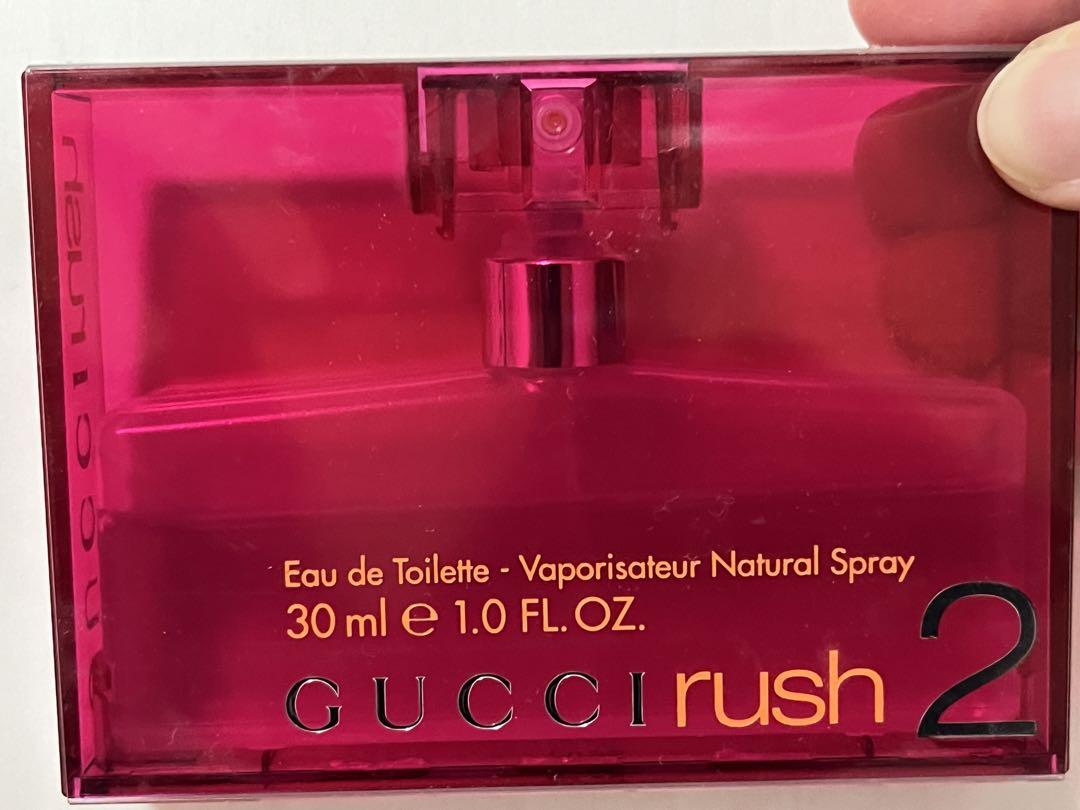 Eau de Toilette - Vaporisateur Natural Spray
30 ml ℮ 1.0 FL. OZ.
GUCCI rush 2